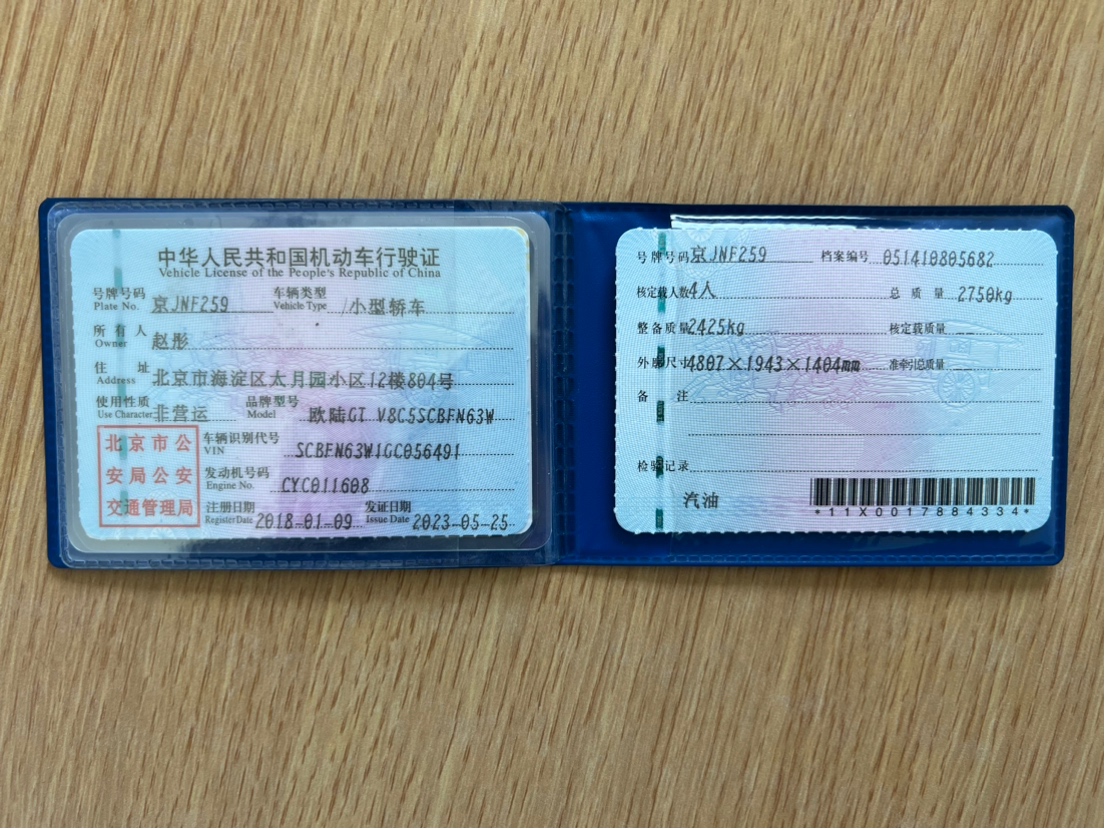 中华人民共和国机动车行驶证
Vehicle License of the People's Republic of China
号牌号码 京JNF259 车辆类型 小型轿车
Plate No. Vehicle Type
所有人 赵彤
Owner
住址 北京市海淀区太月园小区12楼804号
Address
使用性质 非营运 品牌型号 欧陆GT V8C5SCBFN63W
Use Character Model
北京市公
安局公安
交通管理局
车辆识别代号 SCBFN63W1GC056491
VIN
发动机号码 CYC011608
Engine No.
注册日期 2018-01-09 发证日期 2023-05-25
Register Date Issue Date
号牌号码 京JNF259 档案编号 051410805682
核定载人数 4人 总质量 2750kg
整备质量 2425kg 核定载质量
外廓尺寸 4807×1943×1404mm 准牵引总质量
备注
检验记录
汽油
*11X0017884334*